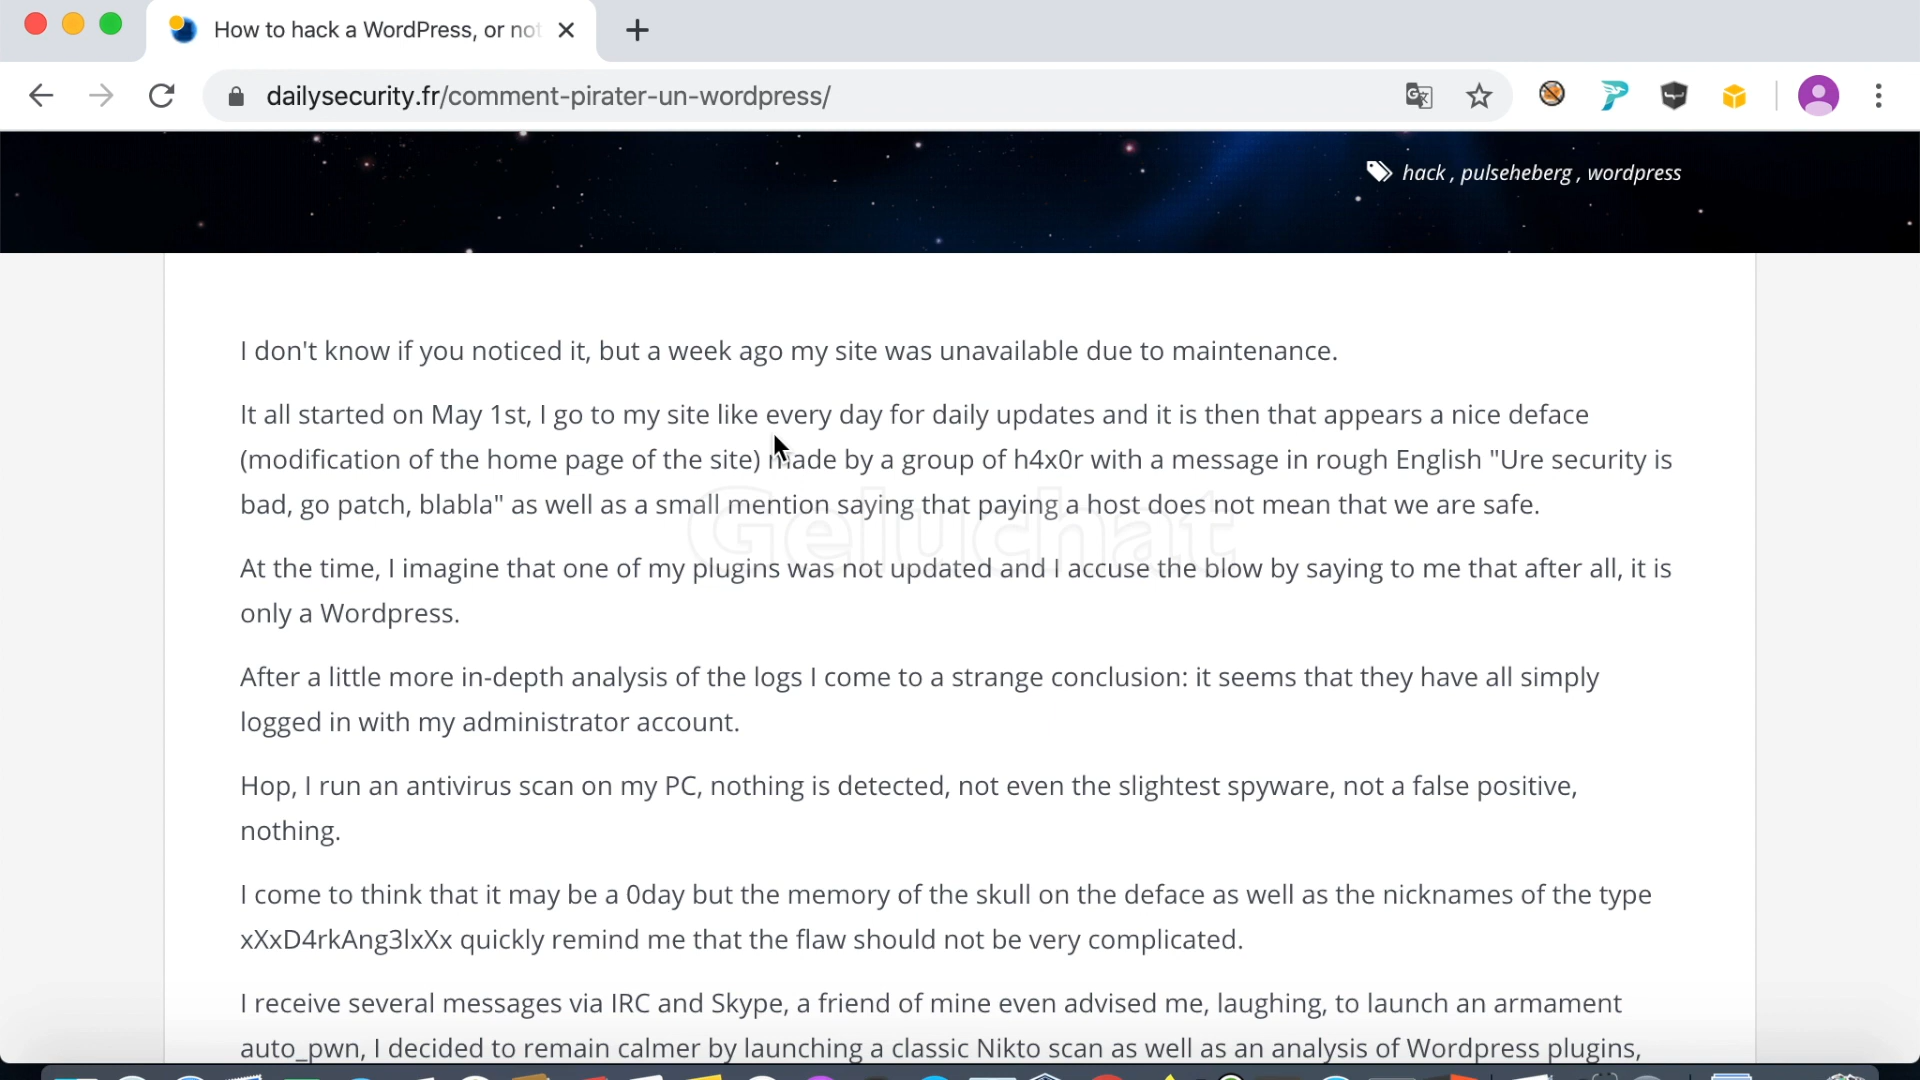 How to hack a WordPress, or not
dailysecurity.fr/comment-pirater-un-wordpress/
hack , pulseheberg , wordpress
I don't know if you noticed it, but a week ago my site was unavailable due to maintenance.
It all started on May 1st, I go to my site like every day for daily updates and it is then that appears a nice deface
(modification of the home page of the site) made by a group of h4x0r with a message in rough English "Ure security is
bad, go patch, blabla" as well as a small mention saying that paying a host does not mean that we are safe.
Geluchat
At the time, I imagine that one of my plugins was not updated and I accuse the blow by saying to me that after all, it is
only a Wordpress.
After a little more in-depth analysis of the logs I come to a strange conclusion: it seems that they have all simply
logged in with my administrator account.
Hop, I run an antivirus scan on my PC, nothing is detected, not even the slightest spyware, not a false positive,
nothing.
I come to think that it may be a 0day but the memory of the skull on the deface as well as the nicknames of the type
xXxD4rkAng3lxXx quickly remind me that the flaw should not be very complicated.
I receive several messages via IRC and Skype, a friend of mine even advised me, laughing, to launch an armament
auto_pwn, I decided to remain calmer by launching a classic Nikto scan as well as an analysis of Wordpress plugins,